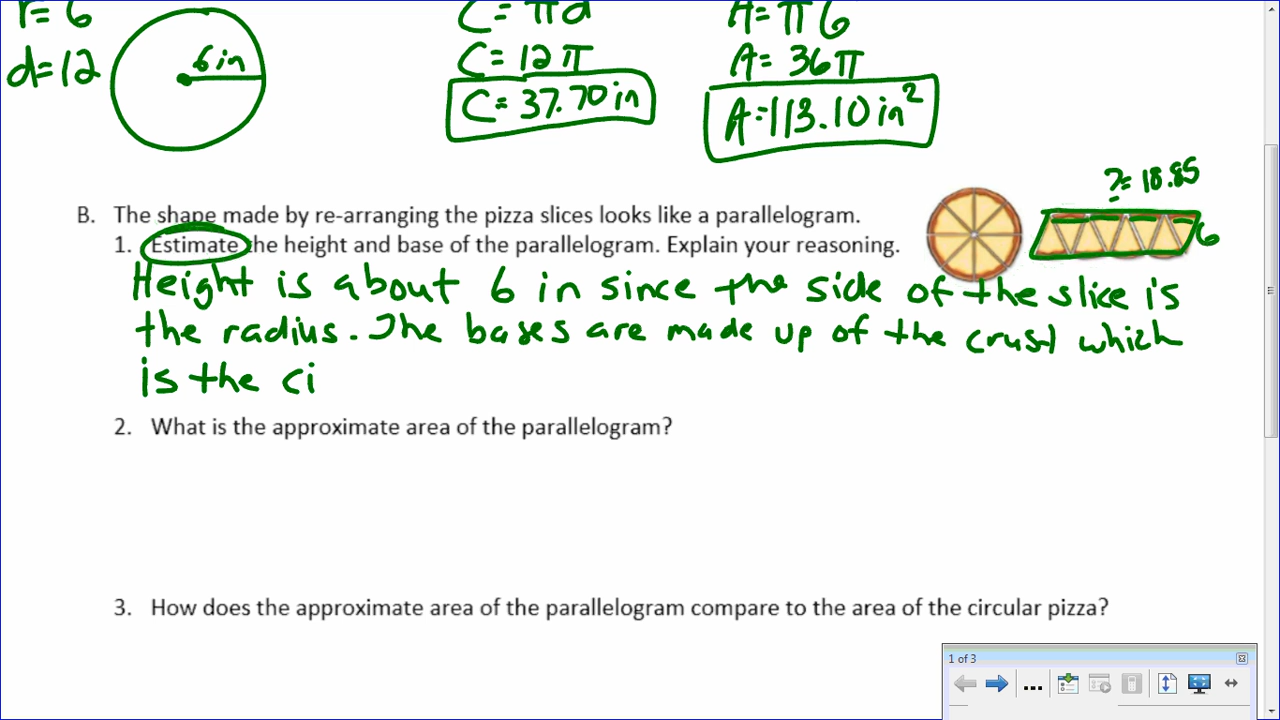 r=6
d=12
6 in
C=πd
C=12π
C=37.70in
A=π6
A=36π
A=113.10in²
?=18.85
6
B. The shape made by re-arranging the pizza slices looks like a parallelogram.
1. Estimate the height and base of the parallelogram. Explain your reasoning.
Height is about 6 in since the side of the slice is
the radius. The bases are made up of the crust which
is the ci
2. What is the approximate area of the parallelogram?
3. How does the approximate area of the parallelogram compare to the area of the circular pizza?
1 of 3